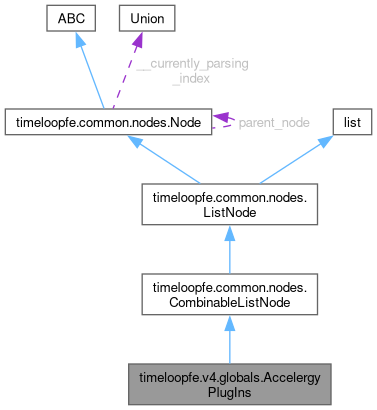 ABC
Union
__currently_parsing
_index
timeloopfe.common.nodes.Node
parent_node
list
timeloopfe.common.nodes.
ListNode
timeloopfe.common.nodes.
CombinableListNode
timeloopfe.v4.globals.Accelergy
PlugIns